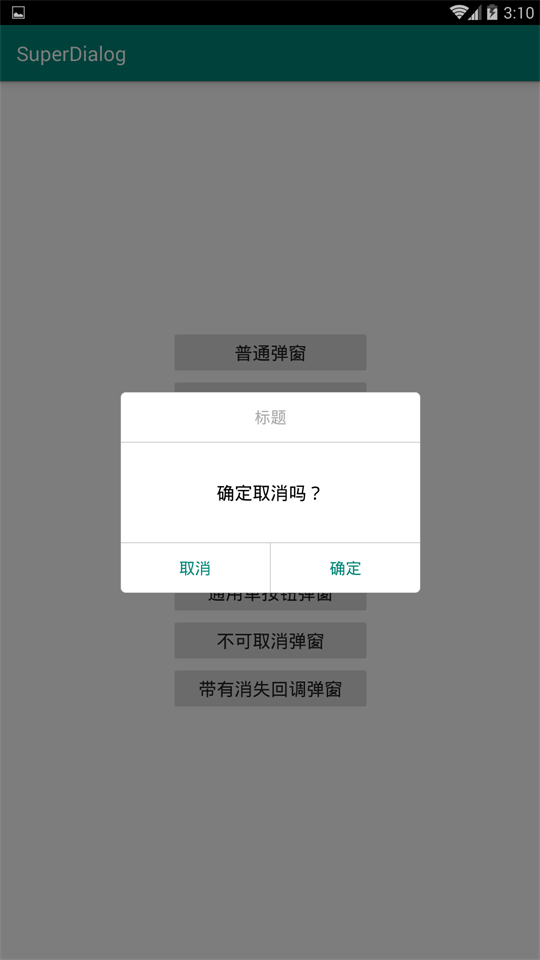 3:10
SuperDialog
普通弹窗
标题
确定取消吗？
取消
确定
通用单按钮弹窗
不可取消弹窗
带有消失回调弹窗